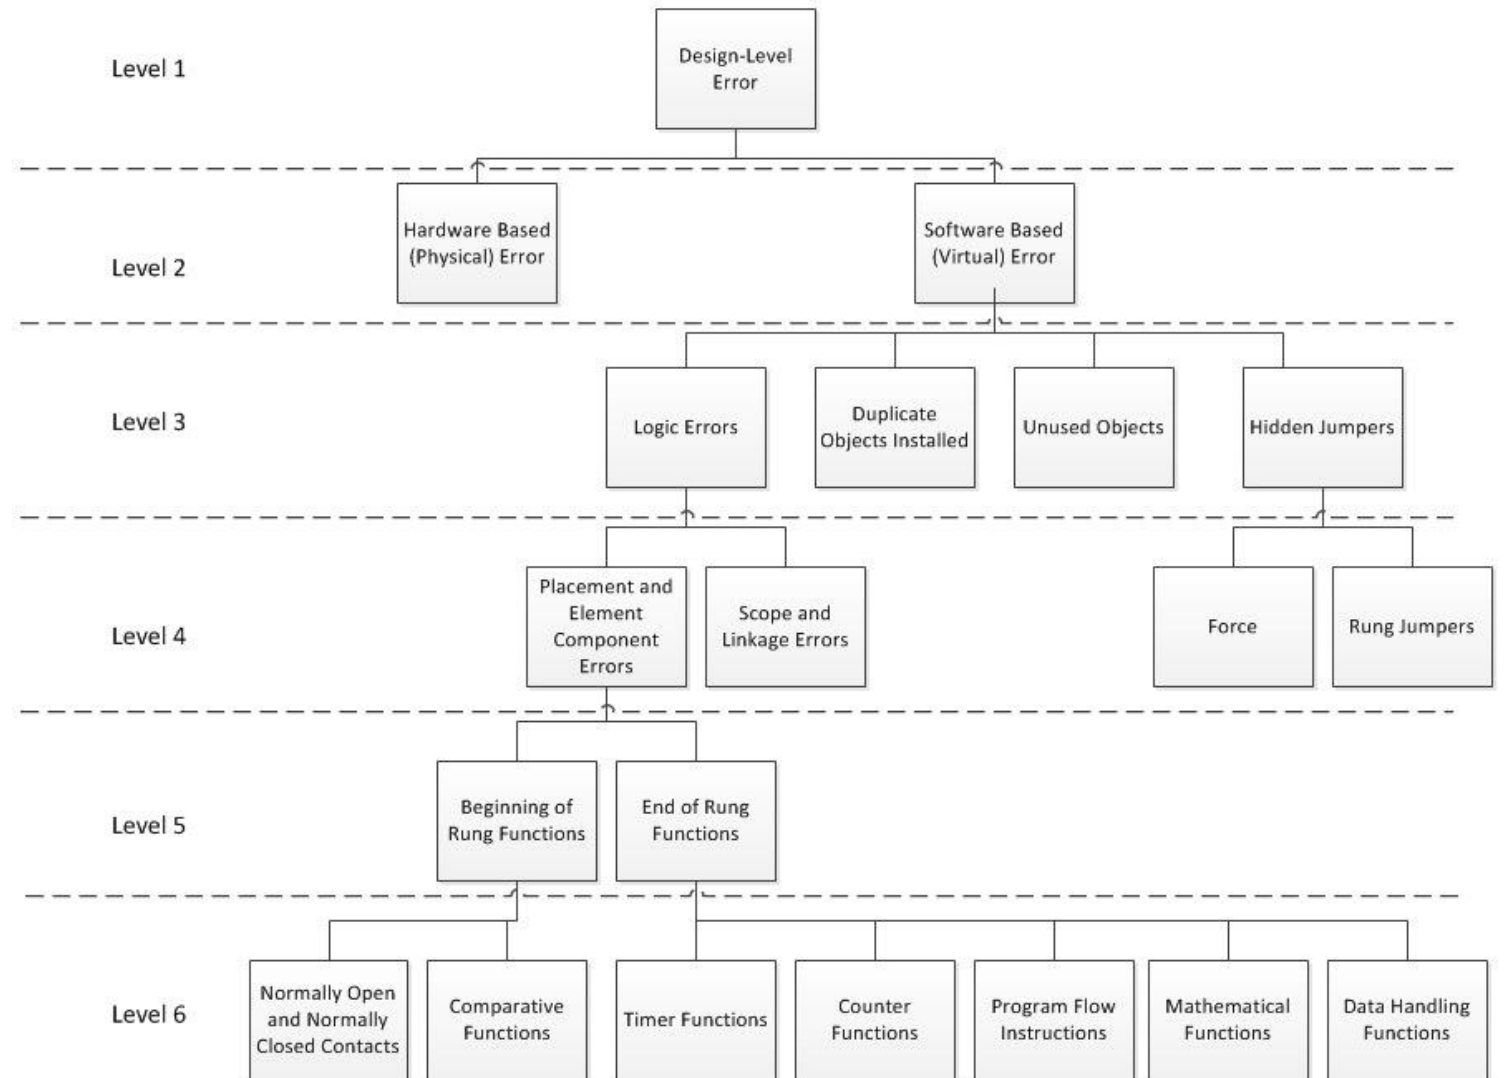 Level 1
Design-Level
Error
Level 2
Hardware Based
(Physical) Error
Software Based
(Virtual) Error
Level 3
Logic Errors
Duplicate
Objects Installed
Unused Objects
Hidden Jumpers
Level 4
Placement and
Element
Component
Errors
Scope and
Linkage Errors
Force
Rung Jumpers
Level 5
Beginning of
Rung Functions
End of Rung
Functions
Level 6
Normally Open
and Normally
Closed Contacts
Comparative
Functions
Timer Functions
Counter
Functions
Program Flow
Instructions
Mathematical
Functions
Data Handling
Functions